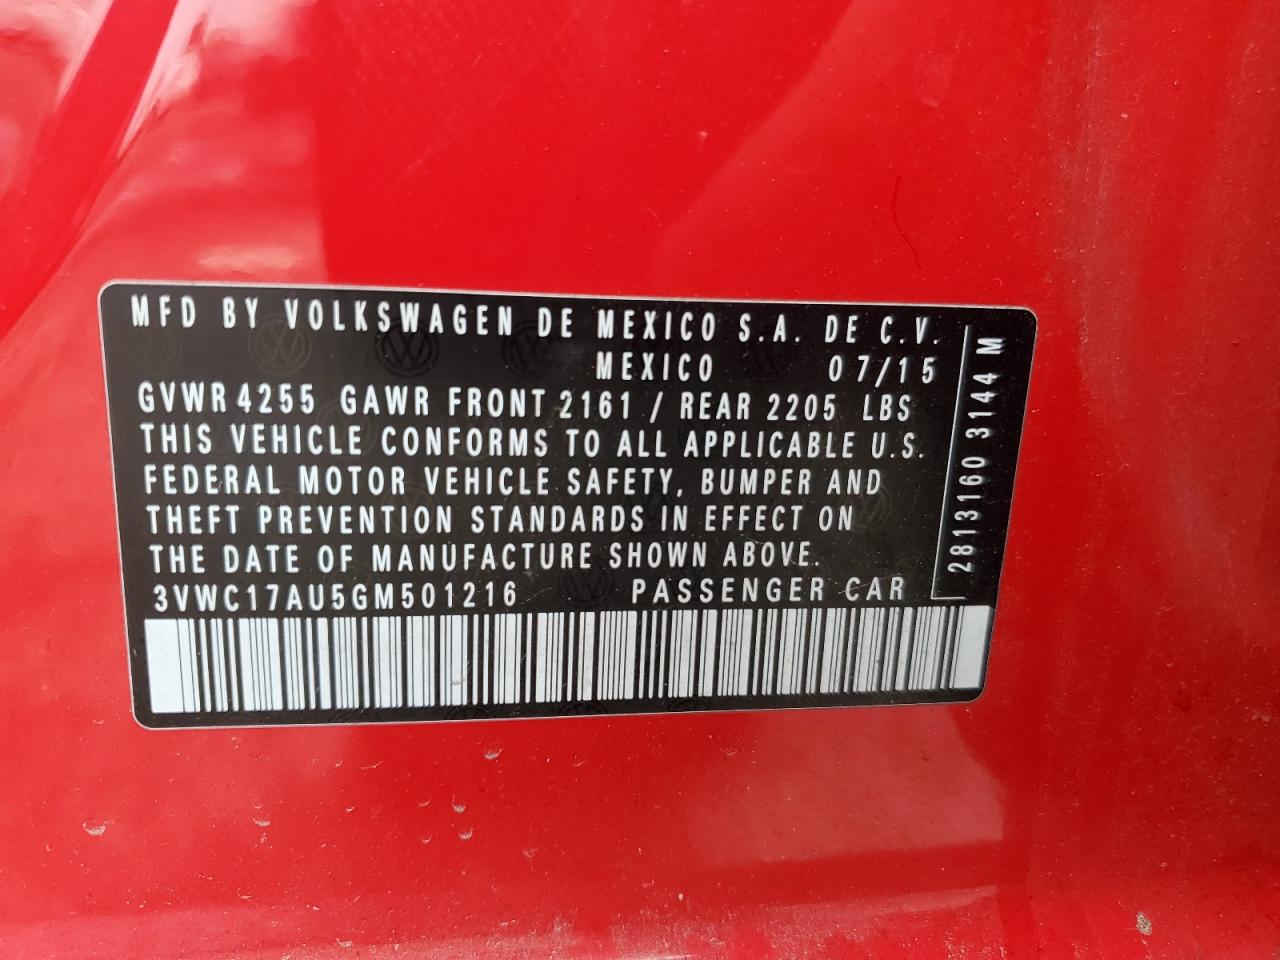 MFD BY VOLKSWAGEN DE MEXICO S.A. DE C.V.
MEXICO 07/15
GVWR 4255 GAWR FRONT 2161 / REAR 2205 LBS
THIS VEHICLE CONFORMS TO ALL APPLICABLE U.S.
FEDERAL MOTOR VEHICLE SAFETY, BUMPER AND
THEFT PREVENTION STANDARDS IN EFFECT ON
THE DATE OF MANUFACTURE SHOWN ABOVE.
3VWC17AU5GM501216 PASSENGER CAR
2813160 3144 M